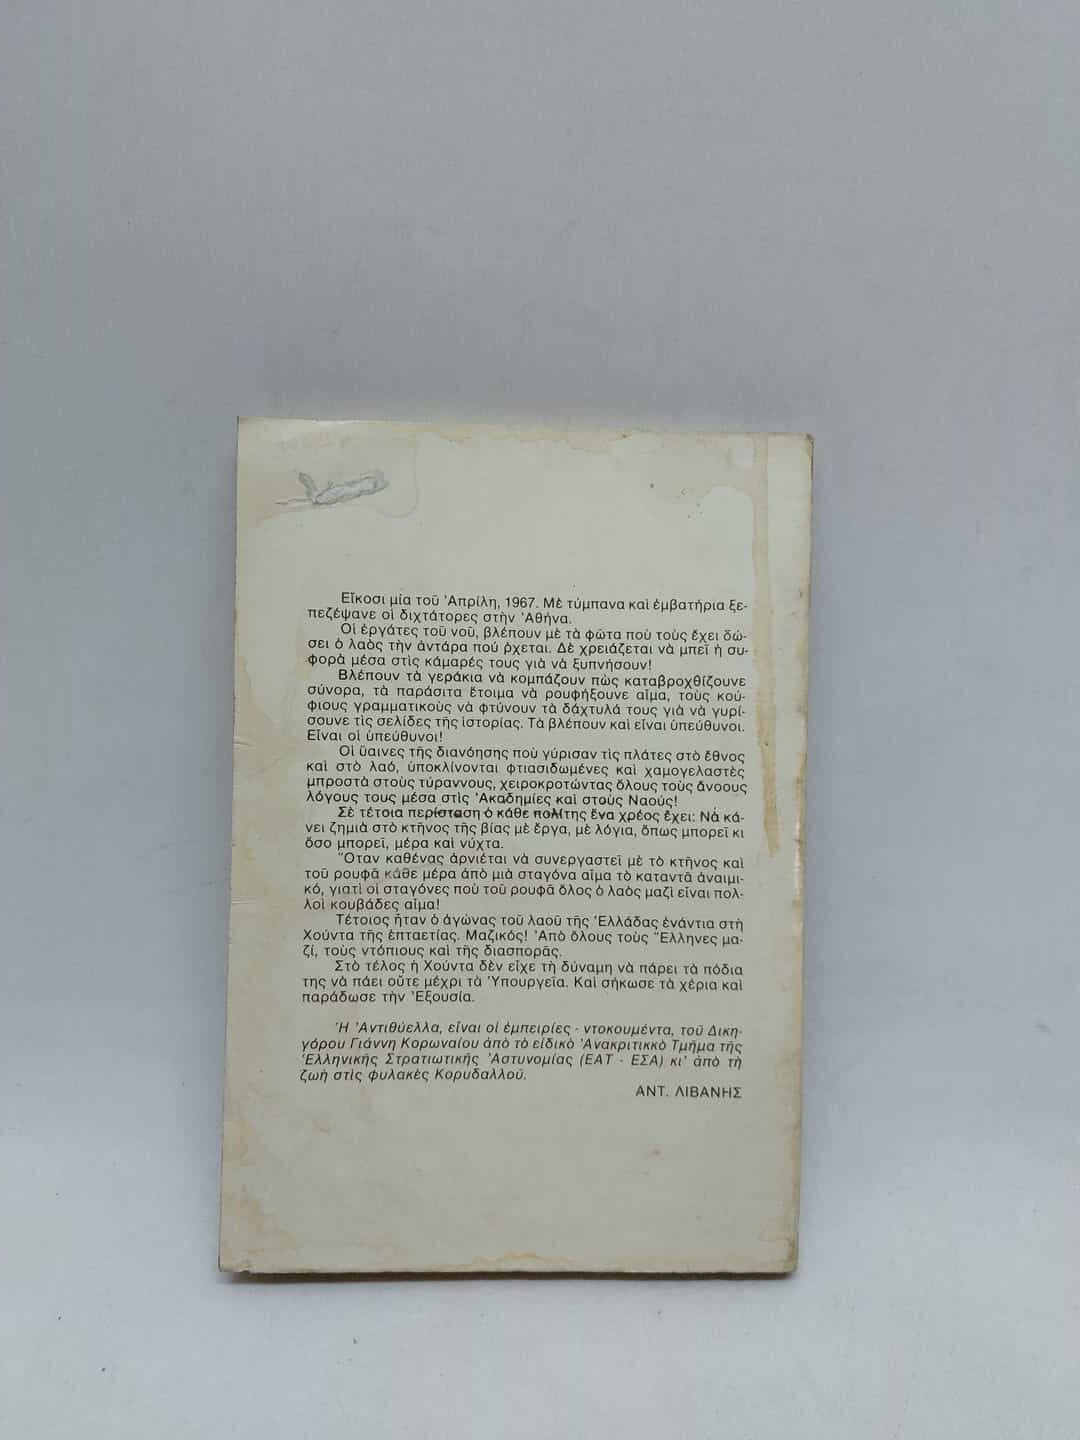 Εἴκοσι μία τοῦ Ἀπρίλη, 1967. Μὲ τύμπανα καὶ ἐμβατήρια ξε-
πεζέψανε οἱ διχτάτορες στὴν Ἀθήνα.
Οἱ ἐργάτες τοῦ νοῦ, βλέπουν μὲ τὰ φῶτα ποὺ τοὺς ἔχει δώ-
σει ὁ λαὸς τὴν ἀντάρα πού ῤχεται. Δὲ χρειάζεται νὰ μπεῖ ἡ συ-
φορὰ μέσα στὶς κάμαρές τους γιὰ νὰ ξυπνήσουν!
Βλέπουν τὰ γεράκια νὰ κομπάζουν πὼς καταβροχθίζουνε
σύνορα, τὰ παράσιτα ἕτοιμα νὰ ρουφήξουνε αἷμα, τοὺς κού-
φιους γραμματικοὺς νὰ φτύνουν τὰ δάχτυλά τους γιὰ νὰ γυρί-
σουνε τὶς σελίδες τῆς ἱστορίας. Τὰ βλέπουν καὶ εἶναι ὑπεύθυνοι.
Εἶναι οἱ ὑπεύθυνοι!
Οἱ ὕαινες τῆς διανόησης ποὺ γύρισαν τὶς πλάτες στὸ ἔθνος
καὶ στὸ λαό, ὑποκλίνονται φτιασιδωμένες καὶ χαμογελαστὲς
μπροστὰ στοὺς τύραννους, χειροκροτώντας ὅλους τοὺς ἄνοους
λόγους τους μέσα στὶς Ἀκαδημίες καὶ στοὺς Ναούς!
Σὲ τέτοια περίσταση ὁ κάθε πολίτης ἕνα χρέος ἔχει: Νὰ κά-
νει ζημιὰ στὸ κτῆνος τῆς βίας μὲ ἔργα, μὲ λόγια, ὅπως μπορεῖ κι
ὅσο μπορεῖ, μέρα καὶ νύχτα.
Ὅταν καθένας ἀρνιέται νὰ συνεργαστεῖ μὲ τὸ κτῆνος καὶ
τοῦ ρουφᾶ κάθε μέρα ἀπὸ μιὰ σταγόνα αἷμα τὸ καταντᾶ ἀναιμι-
κό, γιατὶ οἱ σταγόνες ποὺ τοῦ ρουφᾶ ὅλος ὁ λαὸς μαζὶ εἶναι πολ-
λοὶ κουβάδες αἷμα!
Τέτοιος ἦταν ὁ ἀγώνας τοῦ λαοῦ τῆς Ἑλλάδας ἐνάντια στὴ
Χούντα τῆς ἑπταετίας. Μαζικός! Ἀπὸ ὅλους τοὺς Ἕλληνες μα-
ζί, τοὺς ντόπιους καὶ τῆς διασπορᾶς.
Στὸ τέλος ἡ Χούντα δὲν εἶχε τὴ δύναμη νὰ πάρει τὰ πόδια
της νὰ πάει οὔτε μέχρι τὰ Ὑπουργεῖα. Καὶ σήκωσε τὰ χέρια καὶ
παράδωσε τὴν Ἐξουσία.
Ἡ Ἀντιθύελλα, εἶναι οἱ ἐμπειρίες - ντοκουμέντα, τοῦ Δικη-
γόρου Γιάννη Κορωναίου ἀπὸ τὸ εἰδικὸ Ἀνακριτικκὸ Τμῆμα τῆς
Ἑλληνικῆς Στρατιωτικῆς Ἀστυνομίας (ΕΑΤ - ΕΣΑ) κι' ἀπὸ τὴ
ζωὴ στὶς φυλακὲς Κορυδαλλοῦ.
ΑΝΤ. ΛΙΒΑΝΗΣ